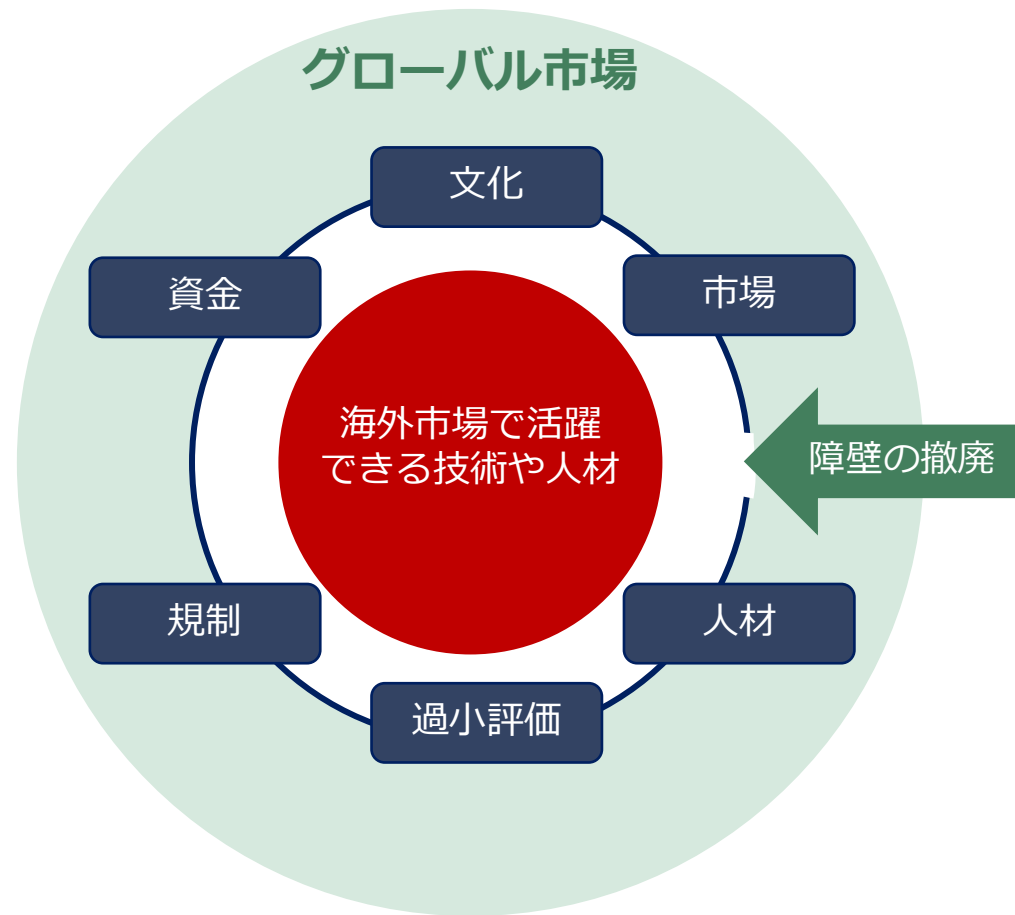 グローバル市場
文化
資金
市場
海外市場で活躍
できる技術や人材
障壁の撤廃
規制
人材
過小評価